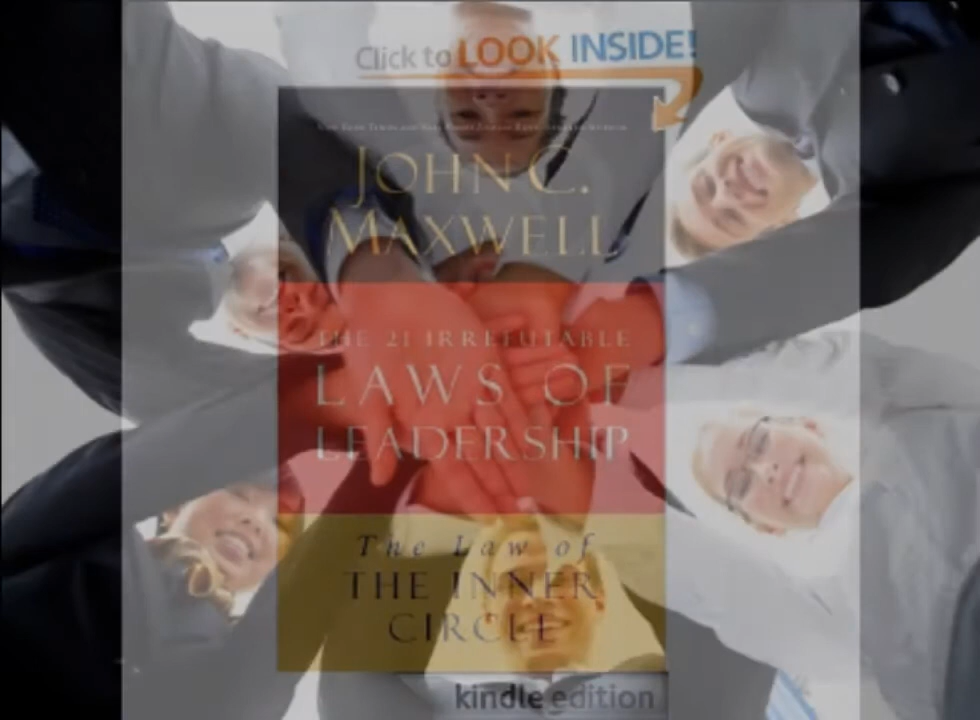 Click to LOOK INSIDE!
JOHN C.
MAXWELL
THE 21 IRREFUTABLE
LAWS OF
LEADERSHIP
The Law of
THE INNER
CIRCLE
kindle edition